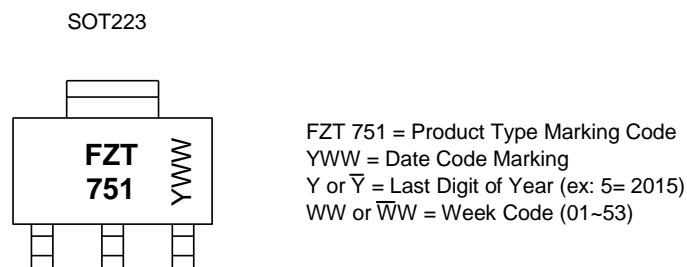 SOT223
FZT
751
YWW
FZT 751 = Product Type Marking Code
YWW = Date Code Marking
Y or Y̅ = Last Digit of Year (ex: 5= 2015)
WW or W̅W = Week Code (01~53)